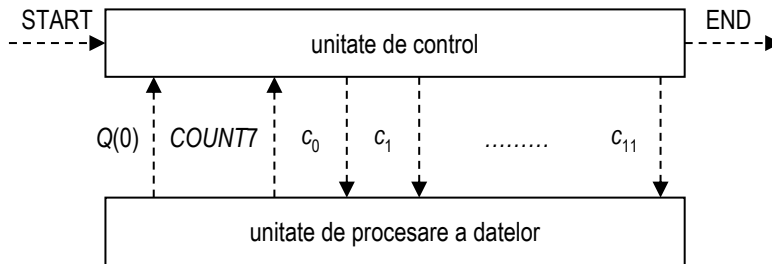 START
END
unitate de control
Q(0) COUNT7 c0 c1 ......... c11
unitate de procesare a datelor